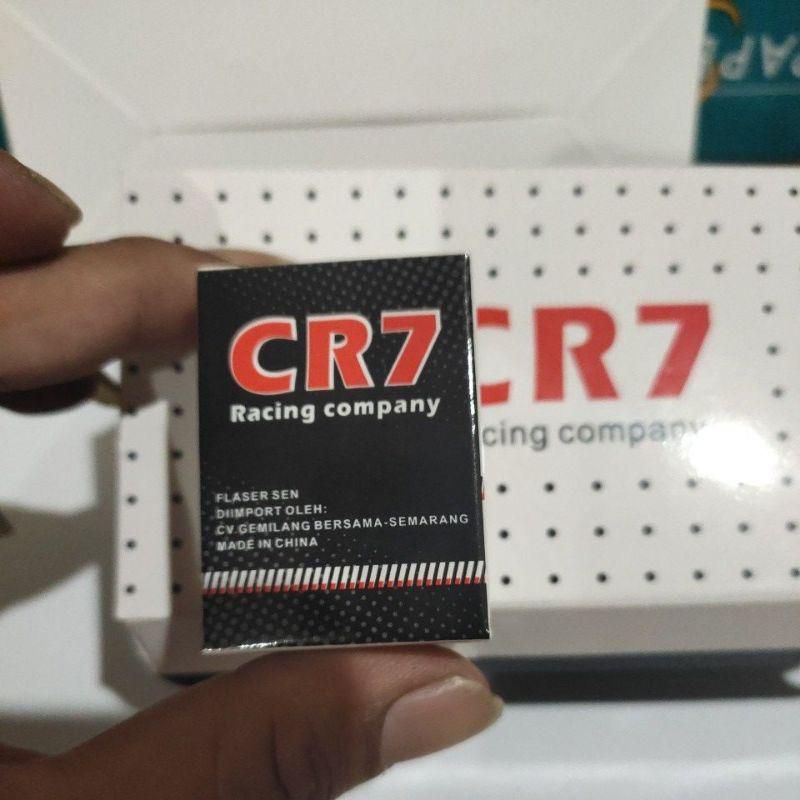 CR7
Racing company
FLASER SEN
DIIMPORT OLEH:
CV.GEMILANG BERSAMA-SEMARANG
MADE IN CHINA
CR7
cing company